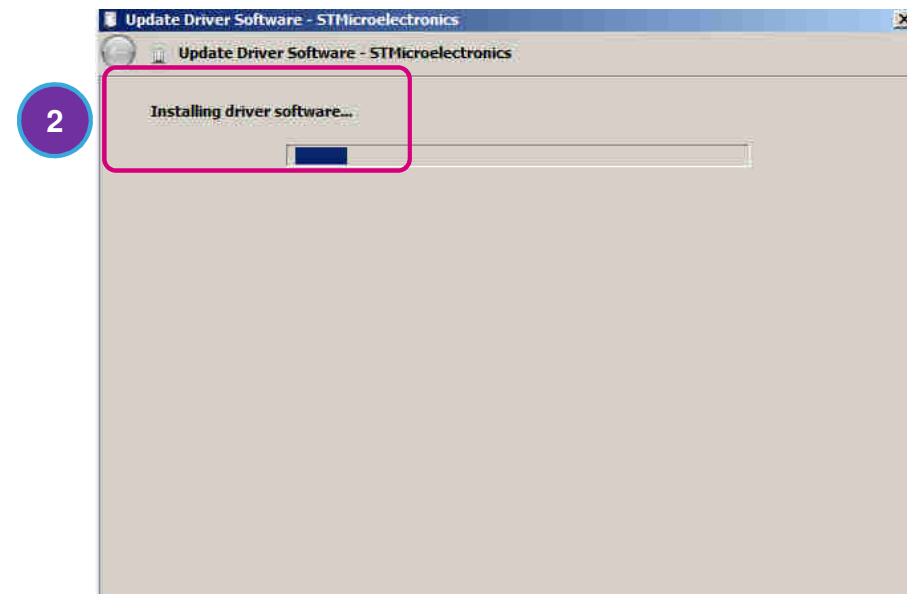 Update Driver Software - STMicroelectronics
Update Driver Software - STMicroelectronics
2
Installing driver software...